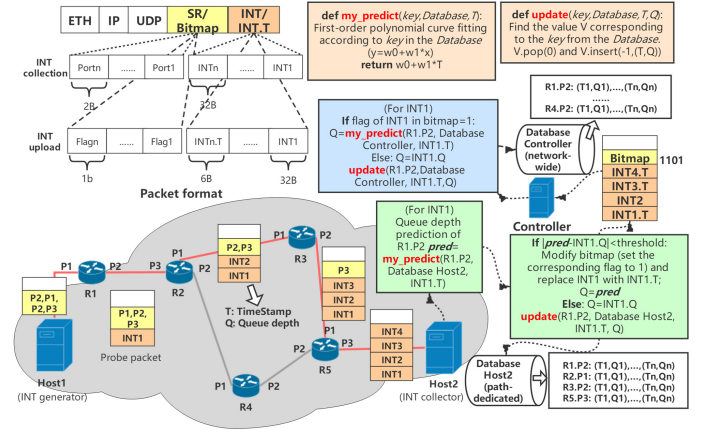 ETH IP UDP SR/ Bitmap INT/ INT.T
INT collection
Portn ...... Port1 INTn ...... INT1
2B 32B
INT upload
Flagn ...... Flag1 INTn.T ...... INT1
1b 6B 32B
Packet format
def my_predict(key,Database,T):
First-order polynomial curve fitting
according to key in the Database
(y=w0+w1*x)
return w0+w1*T
def update(key,Database,T,Q):
Find the value V corresponding
to the key from the Database.
V.pop(0) and V.insert(-1,(T,Q))
(For INT1)
If flag of INT1 in bitmap=1:
Q=my_predict(R1.P2, Database
Controller, INT1.T)
Else: Q=INT1.Q
update(R1.P2,Database
Controller, INT1.T,Q)
R1.P2: (T1,Q1),...,(Tn,Qn)
......
R4.P2: (T1,Q1),...,(Tn,Qn)
Database
Controller
(network-
wide)
Controller
Bitmap 1101
INT4.T
INT3.T
INT2
INT1.T
(For INT1)
Queue depth
prediction of
R1.P2 pred=
my_predict(R1.P2,
Database Host2,
INT1.T)
If |pred-INT1.Q|<threshold:
Modify bitmap (set the
corresponding flag to 1) and
replace INT1 with INT1.T;
Q=pred
Else: Q=INT1.Q
update(R1.P2, Database Host2,
INT1.T, Q)
Database
Host2
(path-
dedicated)
R1.P2: (T1,Q1),...,(Tn,Qn)
R2.P1: (T1,Q1),...,(Tn,Qn)
R3.P2: (T1,Q1),...,(Tn,Qn)
R5.P3: (T1,Q1),...,(Tn,Qn)
P2,P1,
P2,P3
Host1
(INT generator)
P1 R1 P2
P1,P2,
P3
INT1
Probe packet
P3 R2 P1 P2
P2,P3
INT2
INT1
T: TimeStamp
Q: Queue depth
P1 R3 P2
P3
INT3
INT2
INT1
P1 R4 P2
P1 P2 R5 P3
INT4
INT3
INT2
INT1
Host2
(INT collector)